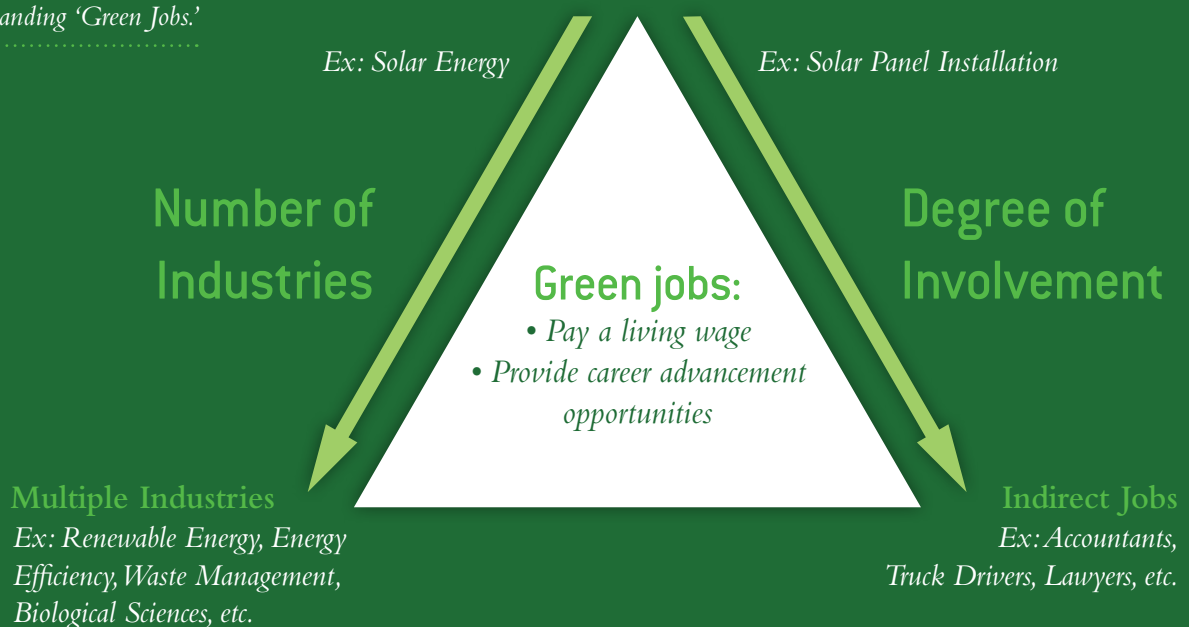 anding ‘Green Jobs.’
Ex: Solar Energy
Ex: Solar Panel Installation
Number of
Industries
Degree of
Involvement
Green jobs:
• Pay a living wage
• Provide career advancement
opportunities
Multiple Industries
Ex: Renewable Energy, Energy
Efficiency, Waste Management,
Biological Sciences, etc.
Indirect Jobs
Ex: Accountants,
Truck Drivers, Lawyers, etc.